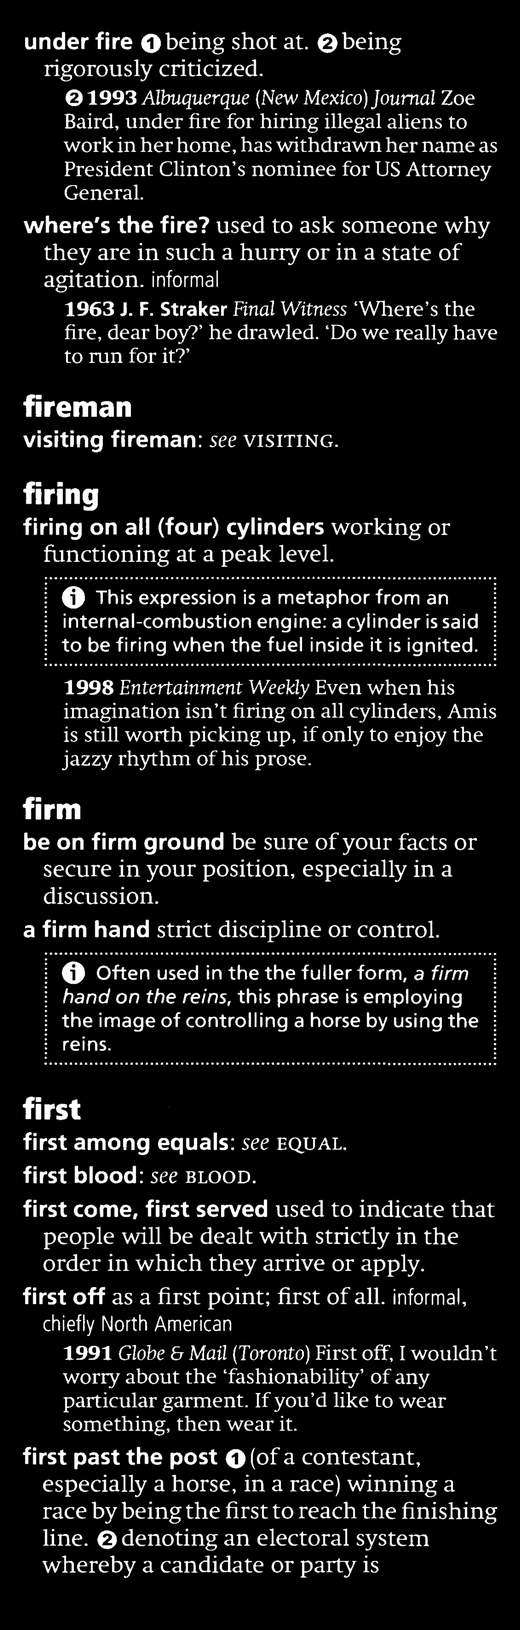 under fire ❶ being shot at. ❷ being
rigorously criticized.
❷ 1993 Albuquerque (New Mexico) Journal Zoe
Baird, under fire for hiring illegal aliens to
work in her home, has withdrawn her name as
President Clinton's nominee for US Attorney
General.
where's the fire? used to ask someone why
they are in such a hurry or in a state of
agitation. informal
1963 J. F. Straker Final Witness ‘Where's the
fire, dear boy?’ he drawled. ‘Do we really have
to run for it?’
fireman
visiting fireman: see VISITING.
firing
firing on all (four) cylinders working or
functioning at a peak level.
ⓘ This expression is a metaphor from an
internal-combustion engine: a cylinder is said
to be firing when the fuel inside it is ignited.
1998 Entertainment Weekly Even when his
imagination isn't firing on all cylinders, Amis
is still worth picking up, if only to enjoy the
jazzy rhythm of his prose.
firm
be on firm ground be sure of your facts or
secure in your position, especially in a
discussion.
a firm hand strict discipline or control.
ⓘ Often used in the the fuller form, a firm
hand on the reins, this phrase is employing
the image of controlling a horse by using the
reins.
first
first among equals: see EQUAL.
first blood: see BLOOD.
first come, first served used to indicate that
people will be dealt with strictly in the
order in which they arrive or apply.
first off as a first point; first of all. informal,
chiefly North American
1991 Globe & Mail (Toronto) First off, I wouldn't
worry about the ‘fashionability’ of any
particular garment. If you'd like to wear
something, then wear it.
first past the post ❶ (of a contestant,
especially a horse, in a race) winning a
race by being the first to reach the finishing
line. ❷ denoting an electoral system
whereby a candidate or party is